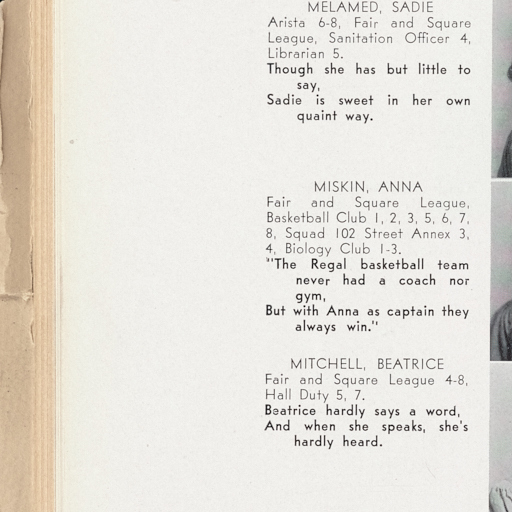 MELAMED, SADIE
Arista 6-8, Fair and Square
League, Sanitation Officer 4,
Librarian 5.
Though she has but little to
say,
Sadie is sweet in her own
quaint way.
MISKIN, ANNA
Fair and Square League,
Basketball Club 1, 2, 3, 5, 6, 7,
8, Squad 102 Street Annex 3,
4, Biology Club 1-3.
"The Regal basketball team
never had a coach nor
gym,
But with Anna as captain they
always win."
MITCHELL, BEATRICE
Fair and Square League 4-8,
Hall Duty 5, 7.
Beatrice hardly says a word,
And when she speaks, she's
hardly heard.